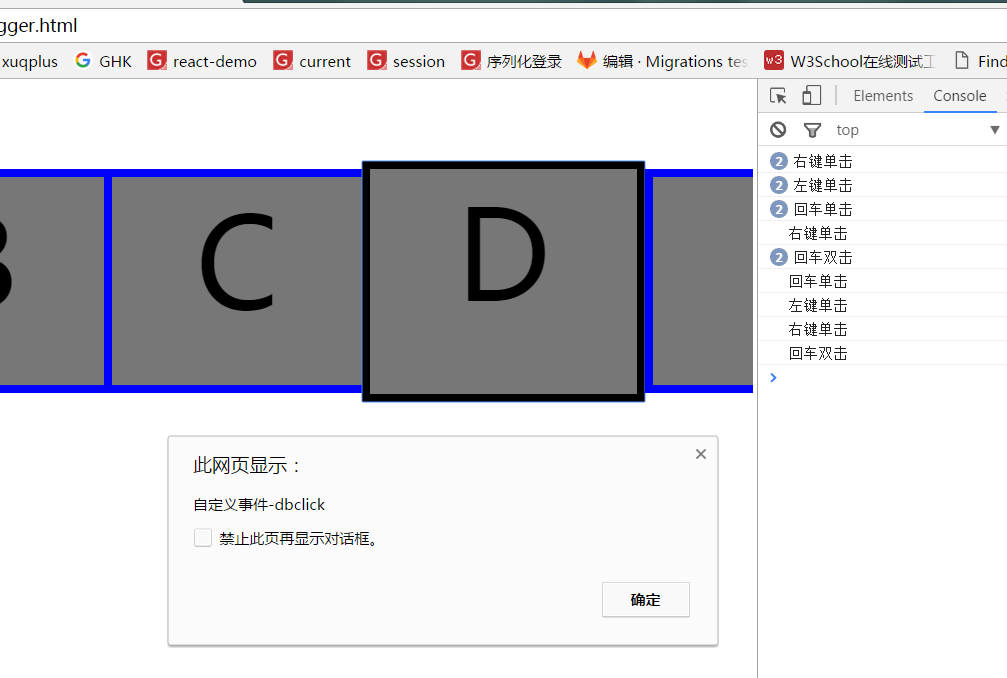 gger.html
xuqplus GHK react-demo current session 序列化登录 编辑 · Migrations tes W3School在线测试工 Find
Elements Console
top
2 右键单击
2 左键单击
2 回车单击
右键单击
2 回车双击
回车单击
左键单击
右键单击
回车双击
B C D
此网页显示：
自定义事件-dbclick
禁止此页再显示对话框。
确定